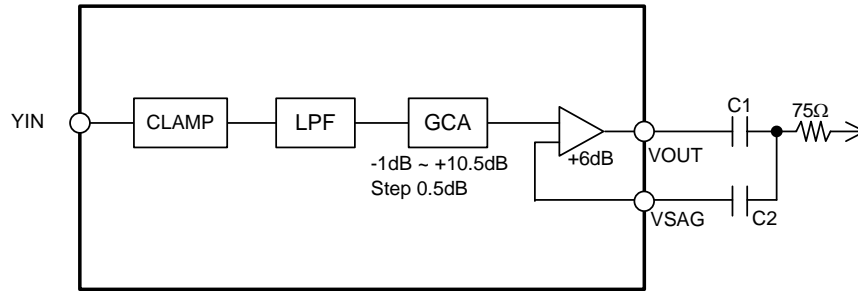 YIN
CLAMP
LPF
GCA
-1dB ~ +10.5dB
Step 0.5dB
+6dB
VOUT
VSAG
C1
75Ω
C2